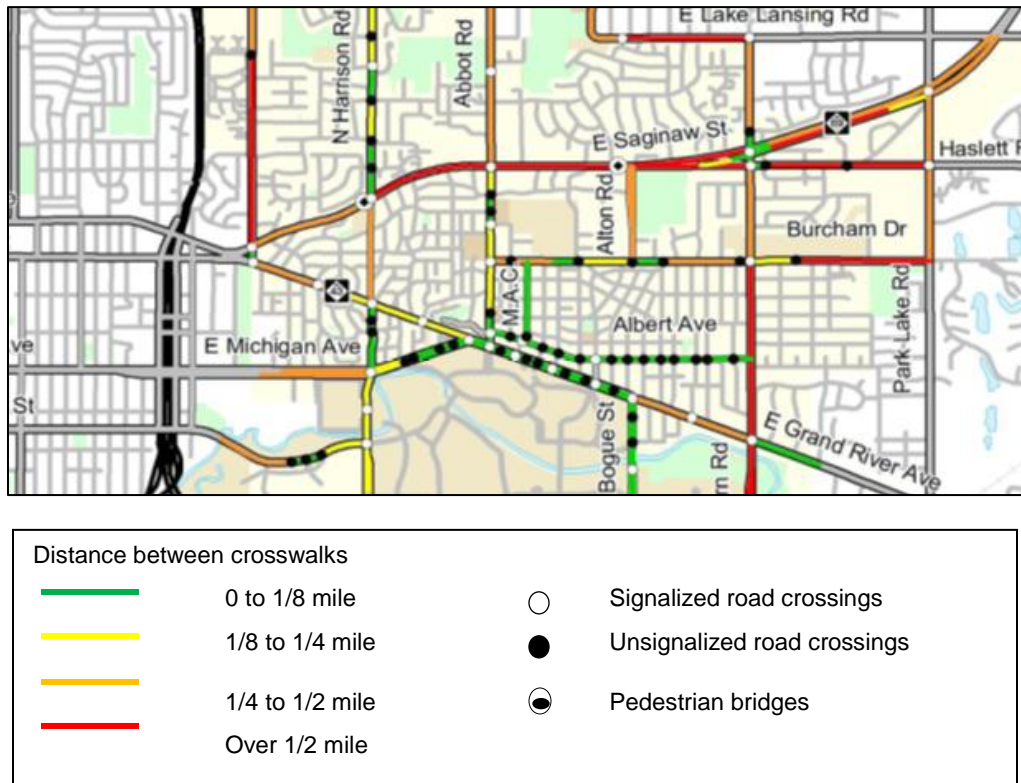 E Lake Lansing Rd
N Harrison Rd
Abbot Rd
E Saginaw St
Haslett
Alton Rd
Burcham Dr
M.A.C
Park Lake Rd
Albert Ave
ve
E Michigan Ave
St
Bogue St
rn Rd
E Grand River Ave
Distance between crosswalks
0 to 1/8 mile
Signalized road crossings
1/8 to 1/4 mile
Unsignalized road crossings
1/4 to 1/2 mile
Pedestrian bridges
Over 1/2 mile